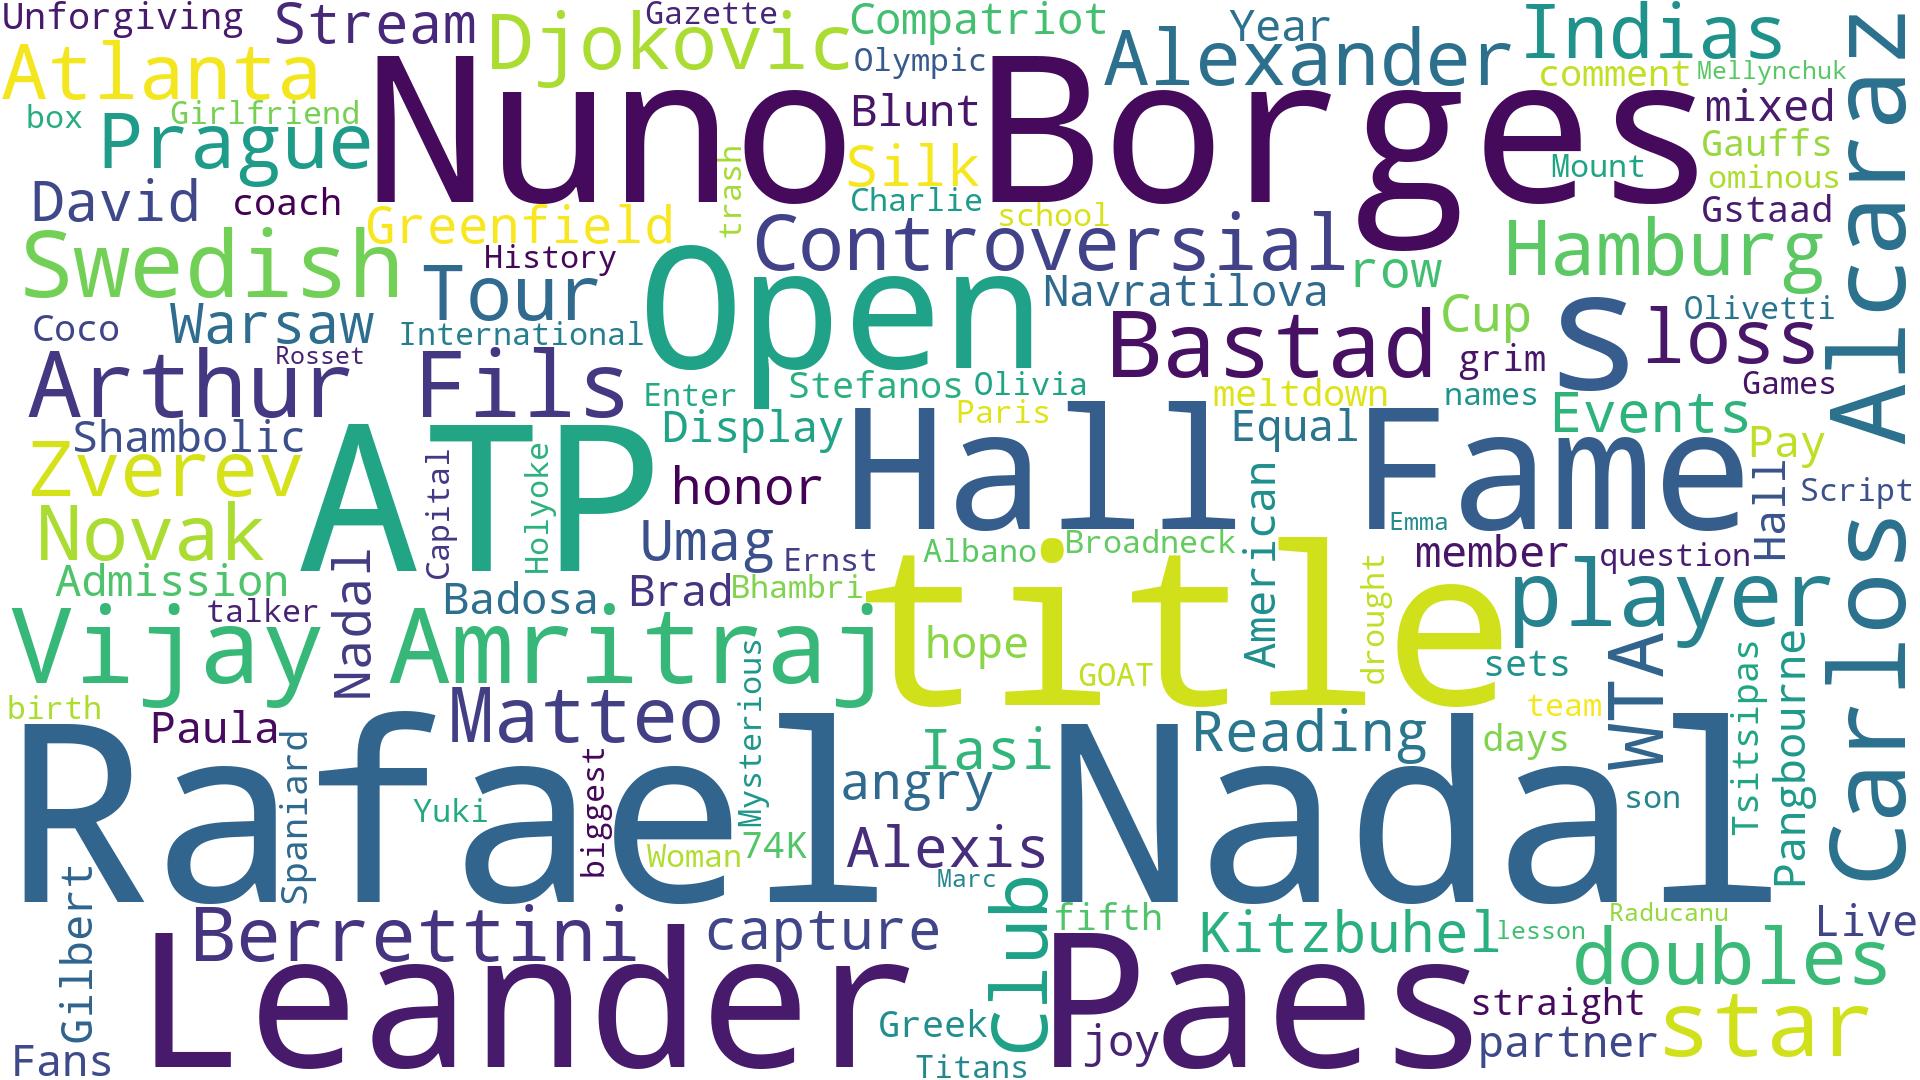 Unforgiving
Stream
Gazette
Compatriot
Year
Indias
Djokovic
Atlanta
Olympic
Alexander
comment
Mellynchuk
box
Girlfriend
Nuno Borges
Blunt
mixed
Prague
Silk
Gauffs
Mount
ominous
David
coach
trash
Charlie
school
Gstaad
Greenfield
Controversial
Swedish
History
Open
row
Hamburg
Tour
Navratilova
Alcaraz
Coco
Warsaw
International
Bastad
Cup
s
loss
Olivetti
Rosset
grim
Arthur Fils
Enter
Stefanos
Olivia
meltdown
names
Games
Shambolic
Display
Paris
Equal
Events
Zverev
ATP
Hall Fame
Pay
Capital
Holyoke
honor
American
Hall
Script
Novak
Umag
Ernst
Albano
Broadneck
Emma
member
question
Admission
Nadal
Badosa
Brad
Bhambri
title
drought
player
talker
Vijay Amritraj
hope
GOAT
sets
WTA
Carlos
birth
Paula
Matteo
Mysterious
Iasi
Reading
days
team
Tsitsipas
Pangbourne
Rafael Nadal
Spaniard
Yuki
biggest
angry
son
Woman
74K
Alexis
Marc
Gilbert
Berrettini
capture
Club
fifth
Kitzbuhel
lesson
Raducanu
Live
doubles
Leander Paes
straight
star
Fans
Greek
joy
partner
Titans